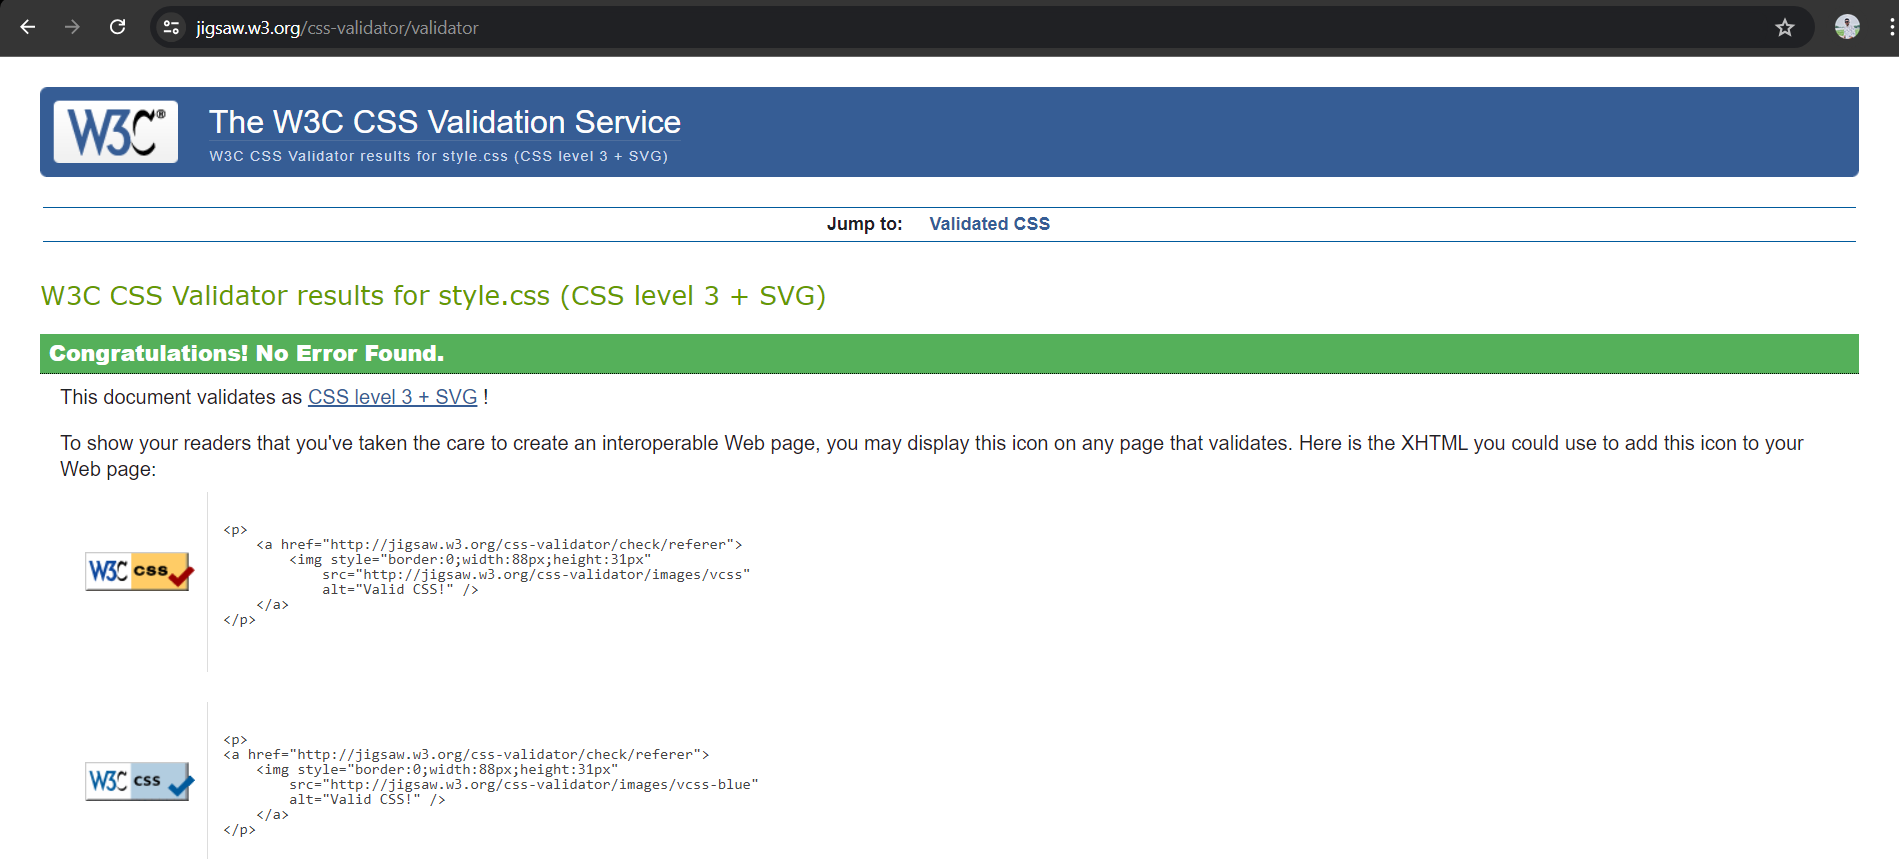 jigsaw.w3.org/css-validator/validator
W3C®
The W3C CSS Validation Service
W3C CSS Validator results for style.css (CSS level 3 + SVG)
Jump to: Validated CSS
W3C CSS Validator results for style.css (CSS level 3 + SVG)
Congratulations! No Error Found.
This document validates as CSS level 3 + SVG !
To show your readers that you've taken the care to create an interoperable Web page, you may display this icon on any page that validates. Here is the XHTML you could use to add this icon to your
Web page:
W3C css
<p>
    <a href="http://jigsaw.w3.org/css-validator/check/referer">
        <img style="border:0;width:88px;height:31px"
            src="http://jigsaw.w3.org/css-validator/images/vcss"
            alt="Valid CSS!" />
    </a>
</p>
W3C css
<p>
<a href="http://jigsaw.w3.org/css-validator/check/referer">
    <img style="border:0;width:88px;height:31px"
        src="http://jigsaw.w3.org/css-validator/images/vcss-blue"
        alt="Valid CSS!" />
    </a>
</p>